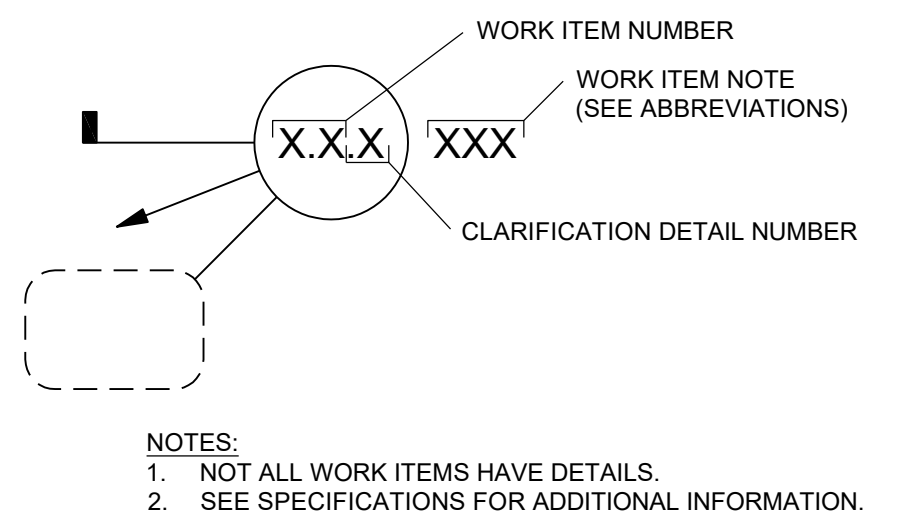 WORK ITEM NUMBER
WORK ITEM NOTE
(SEE ABBREVIATIONS)
X.X.X XXX
CLARIFICATION DETAIL NUMBER
NOTES:
1. NOT ALL WORK ITEMS HAVE DETAILS.
2. SEE SPECIFICATIONS FOR ADDITIONAL INFORMATION.